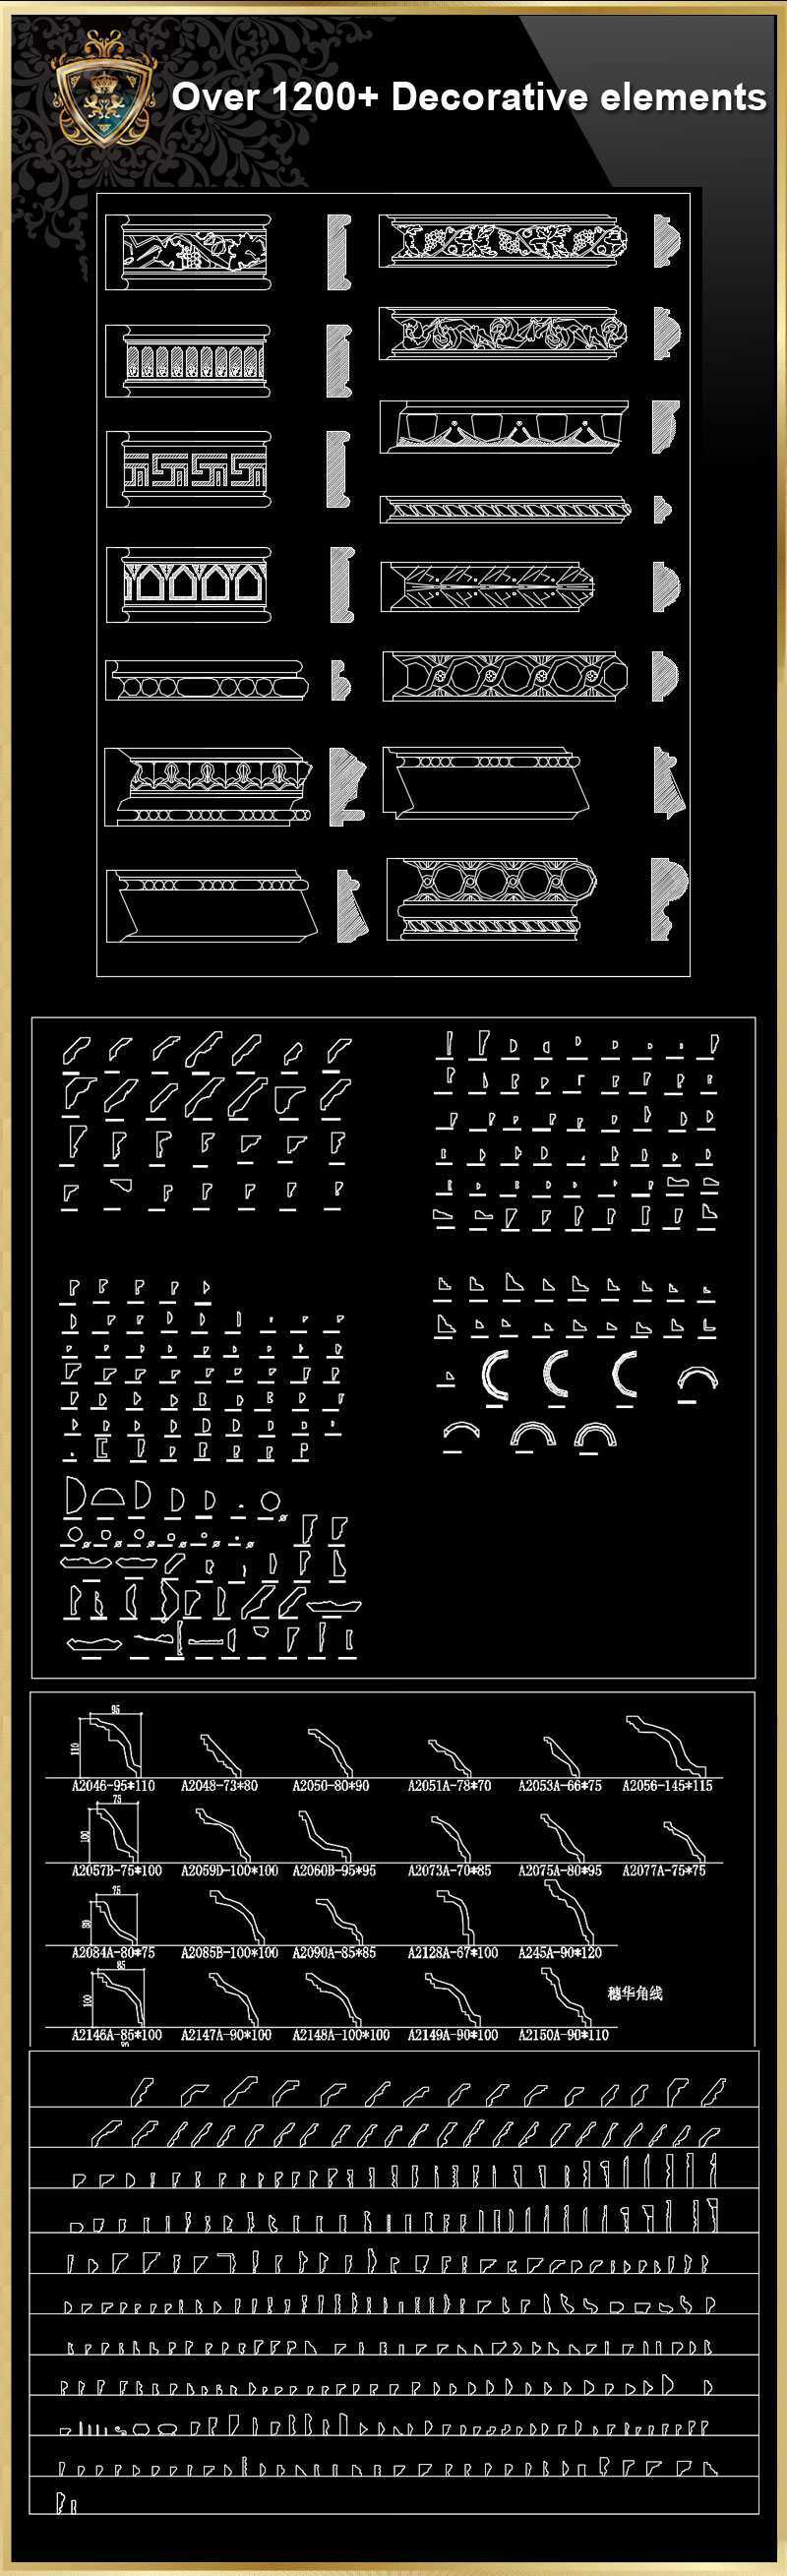 Over 1200+ Decorative elements
95
110
A2046-95*110 A2048-73*80 A2050-80*90 A2051A-78*70 A2053A-66*75 A2056-145*115
75
100
A2057B-75*100 A2059D-100*100 A2060B-95*95 A2073A-70*85 A2075A-80*95 A2077A-75*75
75
80
A2084A-80*75 A2085B-100*100 A2090A-85*85 A2128A-67*100 A245A-90*120
85
100
穗华角线
A2146A-85*100 A2147A-90*100 A2148A-100*100 A2149A-90*100 A2150A-90*110